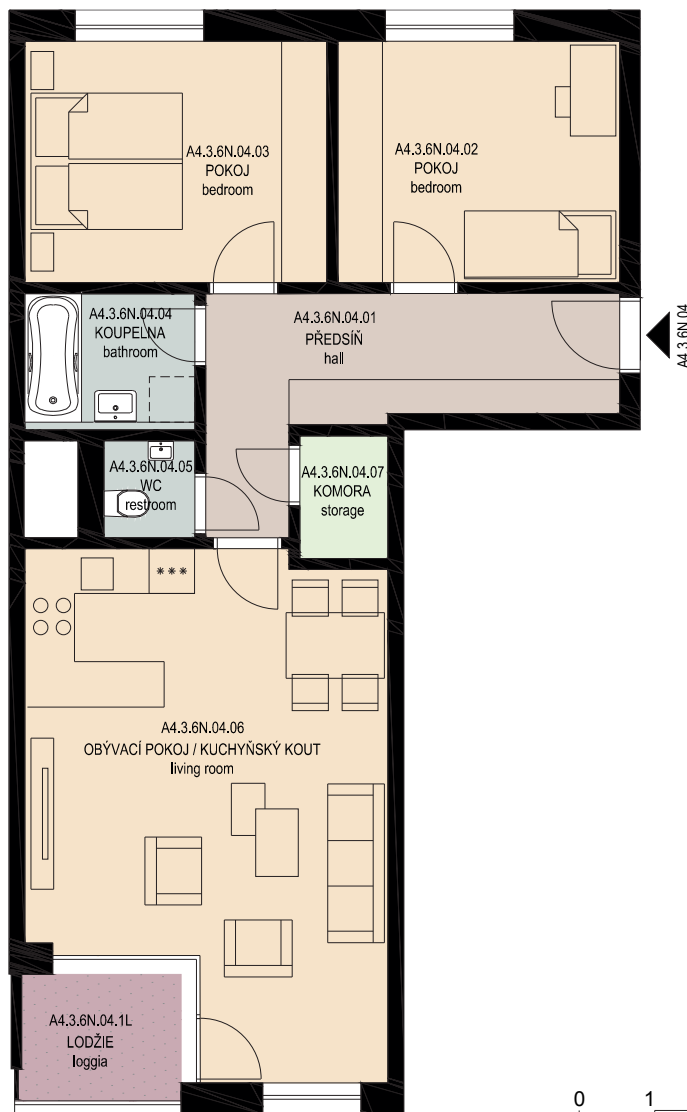 A4.3.6N.04.03
POKOJ
bedroom
A4.3.6N.04.02
POKOJ
bedroom
A4.3.6N.04.04
KOUPELNA
bathroom
A4.3.6N.04.01
PŘEDSÍŇ
hall
A4.3.6N.04
A4.3.6N.04.05
WC
restroom
A4.3.6N.04.07
KOMORA
storage
A4.3.6N.04.06
OBÝVACÍ POKOJ / KUCHYŇSKÝ KOUT
living room
A4.3.6N.04.1L
LODŽIE
loggia
0 1